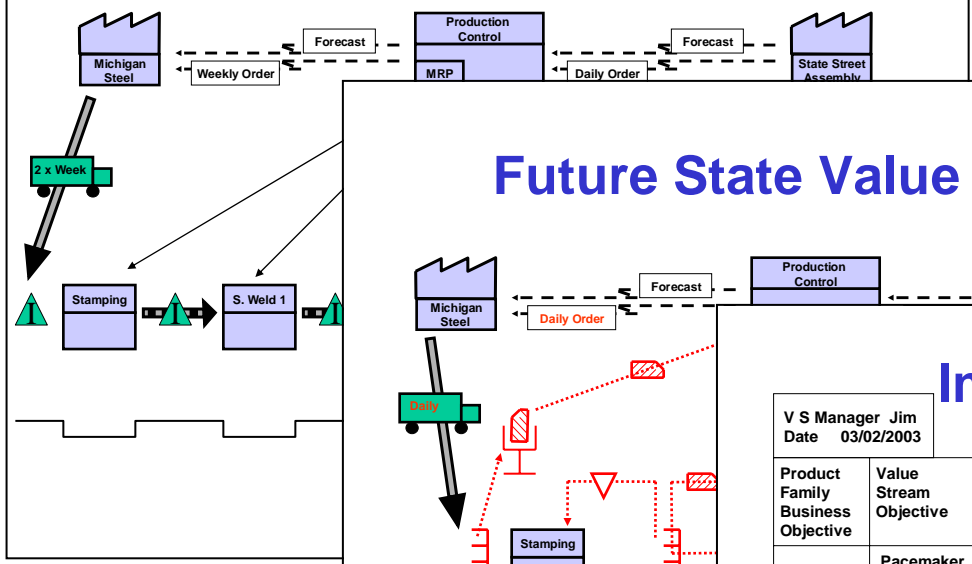 Production
Control
Forecast
Forecast
Michigan
Steel
Weekly Order
MRP
Daily Order
State Street
Assembly
2 x Week
Future State Value
Stamping
I
I
S. Weld 1
I
Production
Control
Forecast
Michigan
Steel
Daily Order
Daily
In
V S Manager Jim
Date 03/02/2003
Product
Family
Business
Objective
Value
Stream
Objective
Stamping
Pacemaker